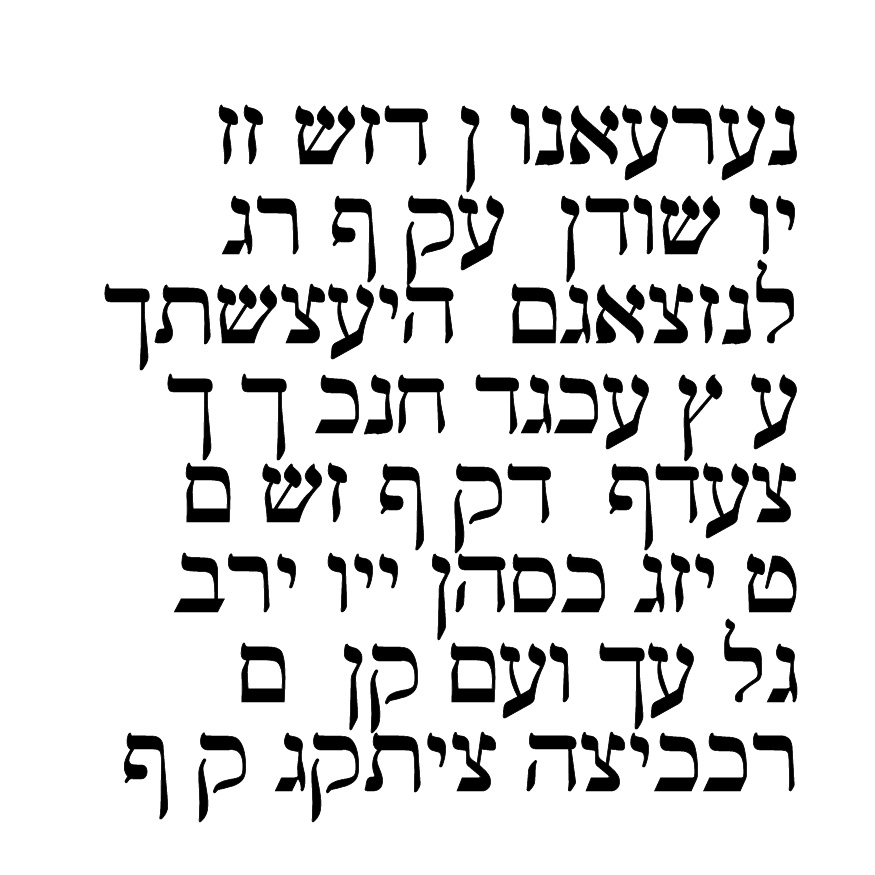 נערעאנו ן דזש זז
יו שודן עק ף רג
לנזצאגם היעצשתך
ע ץ עכגד חנכ ך ך
צעדף דק ף זש ם
ט יזג כסהן ייו ירב
גל עך ועם קן ם
רככיצה ציתקג ק ף